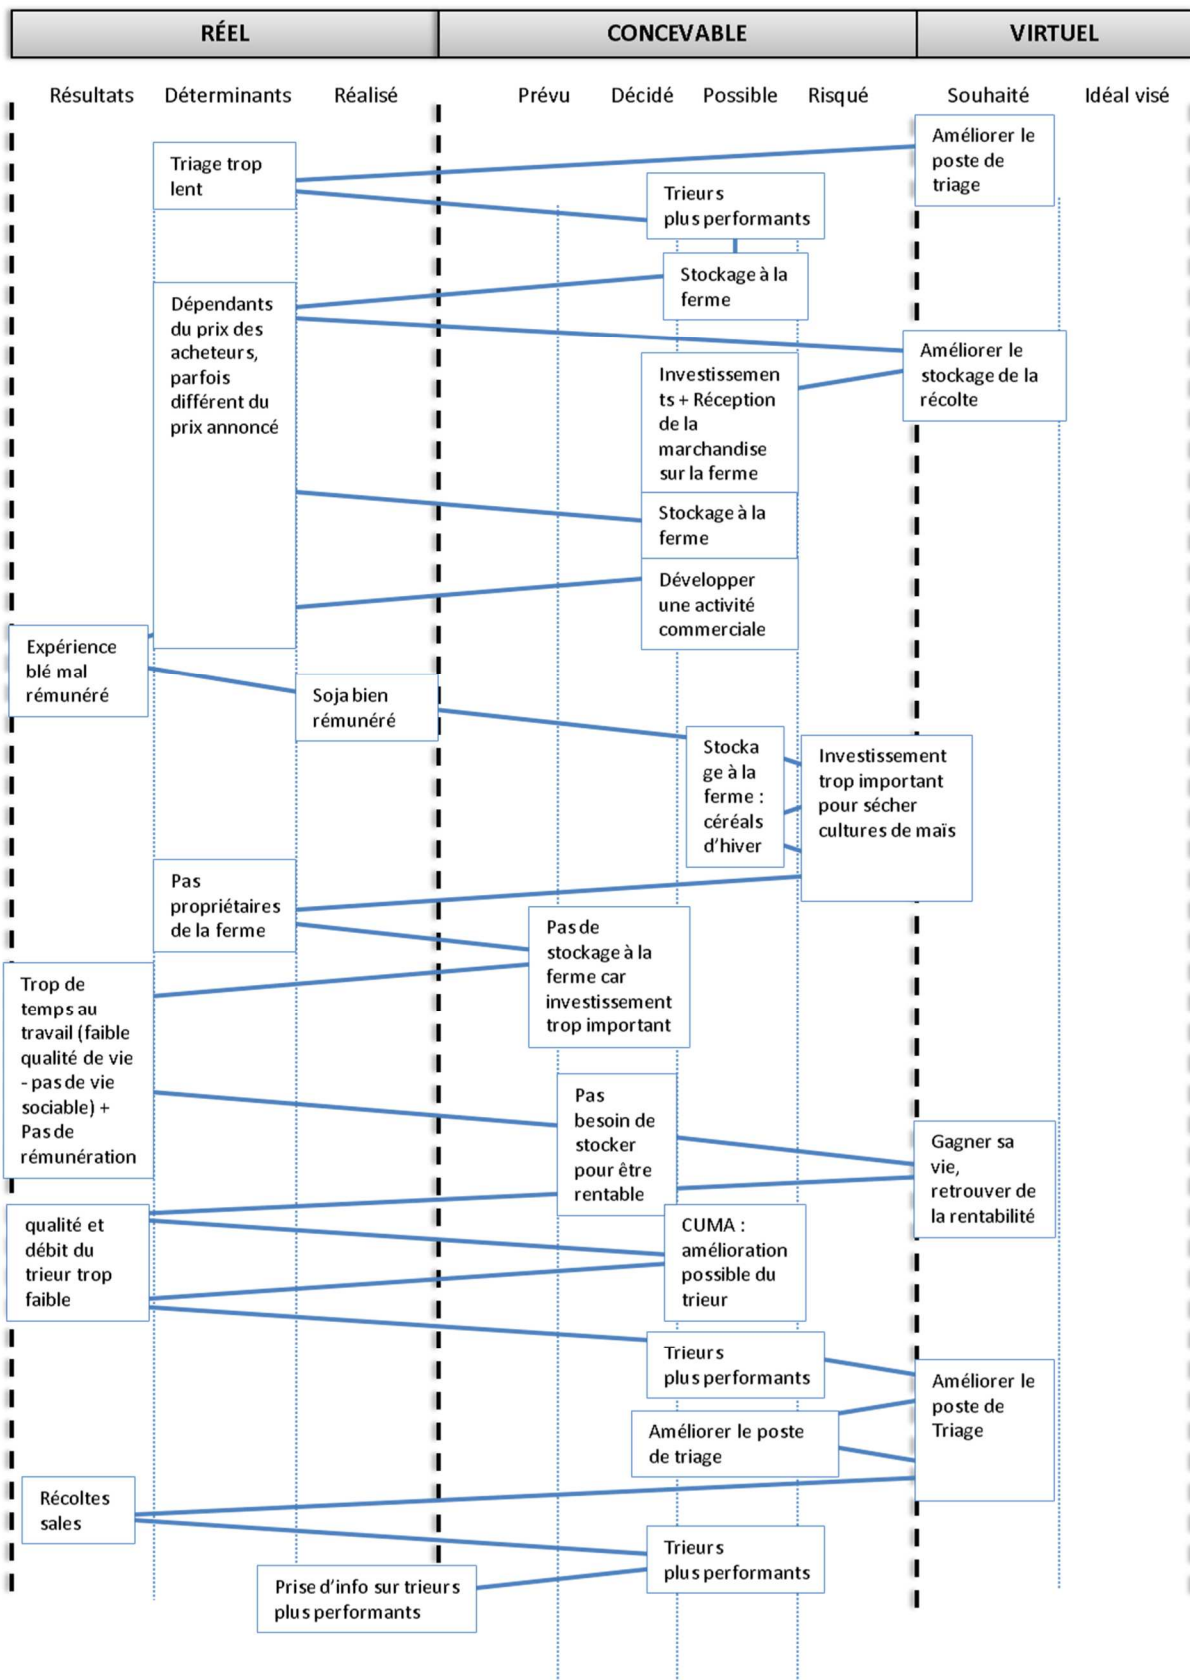 RÉEL CONCEVABLE VIRTUEL
Résultats Déterminants Réalisé Prévu Décidé Possible Risqué Souhaité Idéal visé
Améliorer le
poste de
triage
Triage trop
lent
Trieurs
plus performants
Stockage à la
ferme
Dépendants
du prix des
acheteurs,
parfois
différent du
prix annoncé
Améliorer le
stockage de la
récolte
Investissemen
ts + Réception
de la
marchandise
sur la ferme
Stockage à la
ferme
Développer
une activité
commerciale
Expérience
blé mal
rémunéré
Soja bien
rémunéré
Stocka
ge à la
ferme :
céréals
d'hiver
Investissement
trop important
pour sécher
cultures de maïs
Pas
propriétaires
de la ferme
Pas de
stockage à la
ferme car
investissement
trop important
Trop de
temps au
travail (faible
qualité de vie
- pas de vie
sociable) +
Pas de
rémunération
Pas
besoin de
stocker
pour être
rentable
Gagner sa
vie,
retrouver de
la rentabilité
qualité et
débit du
trieur trop
faible
CUMA :
amélioration
possible du
trieur
Trieurs
plus performants
Améliorer le
poste de
Triage
Améliorer le poste
de triage
Récoltes
sales
Trieurs
plus performants
Prise d'info sur trieurs
plus performants